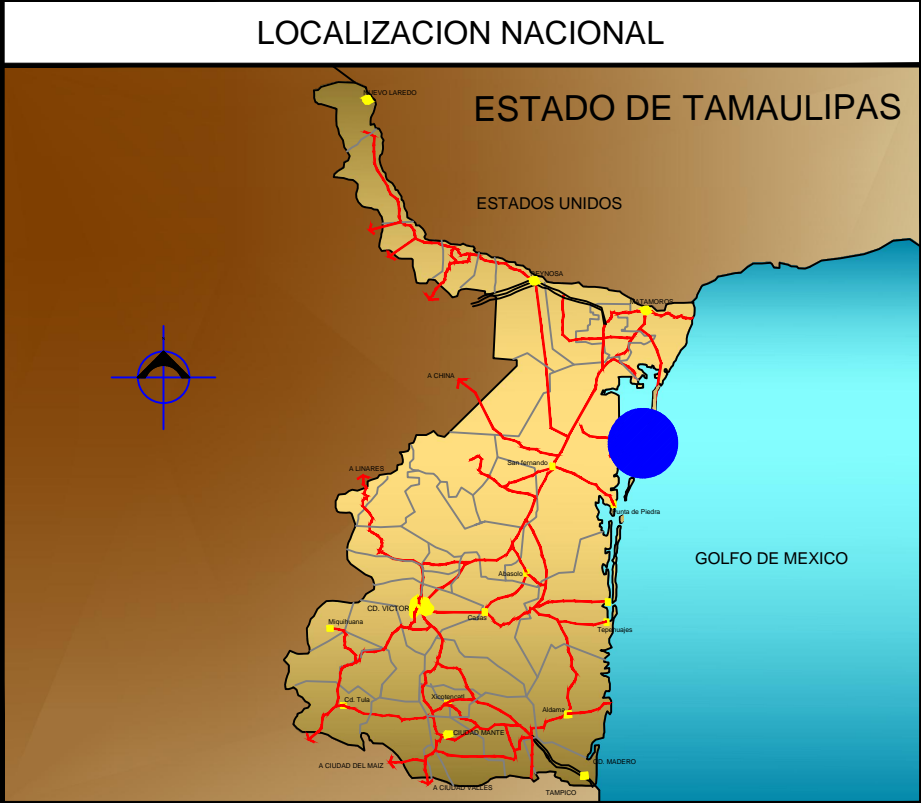 LOCALIZACION NACIONAL
NUEVO LAREDO
ESTADO DE TAMAULIPAS
ESTADOS UNIDOS
REYNOSA
MATAMOROS
A CHINA
San fernando
A LINARES
Punta de Piedra
GOLFO DE MEXICO
Abasolo
CD. VICTOR
Casas
Miquihuana
Tepehuajes
Xicotencatl
Cd. Tula
Aldama
CIUDAD MANTE
CD. MADERO
A CIUDAD DEL MAIZ
A CIUDAD VALLES
TAMPICO